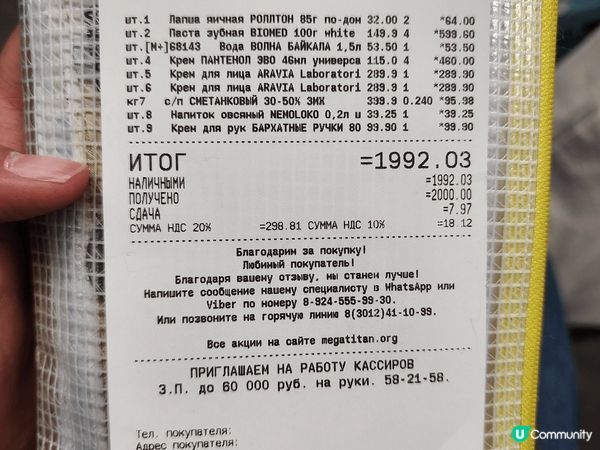 шт.1 Лапша яичная РОЛЛТОН 85г по-дом 32.00 2 *64.00
шт.2 Паста зубная BIOMED 100г white 149.9 4 *599.60
шт.[М+]68143 Вода ВОЛНА БАЙКАЛА 1,5л 53.50 1 *53.50
шт.4 Крем ПАНТЕНОЛ ЭВО 46мл универса 115.0 4 *460.00
шт.5 Крем для лица ARAVIA Laboratori 289.9 1 *289.90
шт.6 Крем для лица ARAVIA Laboratori 289.9 1 *289.90
кг7 с/п СМЕТАНКОВЫЙ 30-50% ЗМЖ 399.9 0.240 *95.98
шт.8 Напиток овсяный NEMOLOKO 0,2л и 39.25 1 *39.25
шт.9 Крем для рук БАРХАТНЫЕ РУЧКИ 80 99.90 1 *99.90
ИТОГ =1992.03
НАЛИЧНЫМИ =1992.03
ПОЛУЧЕНО =2000.00
СДАЧА =7.97
СУММА НДС 20% =298.81 СУММА НДС 10% =18.12
Благодарим за покупку!
Любимый покупатель!
Благодаря вашему отзыву, мы станем лучше!
Напишите сообщение нашему специалисту в WhatsApp или
Viber по номеру 8-924-555-99-30.
Или позвоните на горячую линию 8(3012)41-10-99.
Все акции на сайте megatitan.org
ПРИГЛАШАЕМ НА РАБОТУ КАССИРОВ
З.П. до 60 000 руб. на руки. 58-21-58.
Тел. покупателя:
Адрес покупателя:
U Community